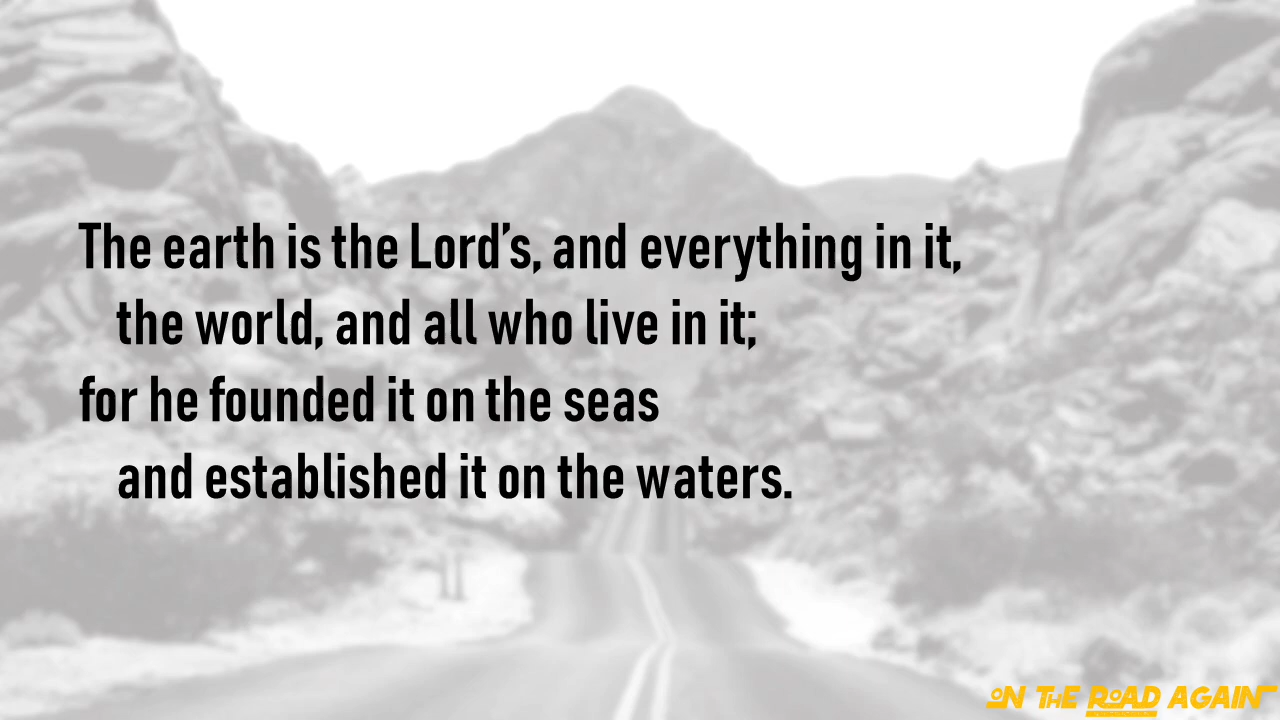 The earth is the Lord’s, and everything in it,
the world, and all who live in it;
for he founded it on the seas
and established it on the waters.
ON THE ROAD AGAIN